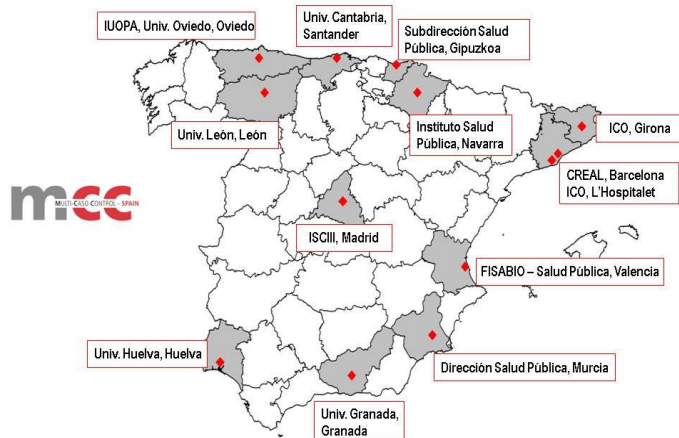 IUOPA, Univ. Oviedo, Oviedo
Univ. Cantabria,
Santander
Subdirección Salud
Pública, Gipuzkoa
Univ. León, León
Instituto Salud
Pública, Navarra
ICO, Girona
CREAL, Barcelona
ICO, L'Hospitalet
mcc
MULTI-CASO CONTROL - SPAIN
ISCIII, Madrid
FISABIO – Salud Pública, Valencia
Univ. Huelva, Huelva
Dirección Salud Pública, Murcia
Univ. Granada,
Granada